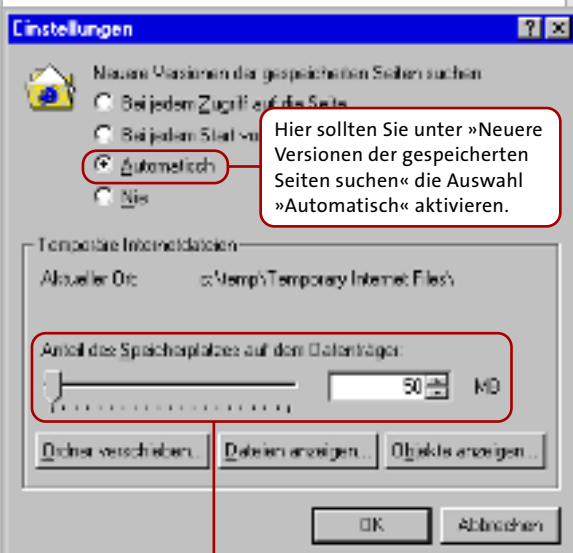 Einstellungen
Neuere Versionen der gespeicherten Seiten suchen
Bei jedem Zugriff auf die Seite
Bei jedem Start
Automatisch
Nie
Hier sollten Sie unter »Neuere
Versionen der gespeicherten
Seiten suchen« die Auswahl
»Automatisch« aktivieren.
Temporäre Internetdateien
Aktueller Ort: c:\temp\Temporary Internet Files\
Anteil des Speicherplatzes auf dem Datenträger:
50 MB
Ordner verschieben... Dateien anzeigen... Objekte anzeigen...
OK Abbrechen